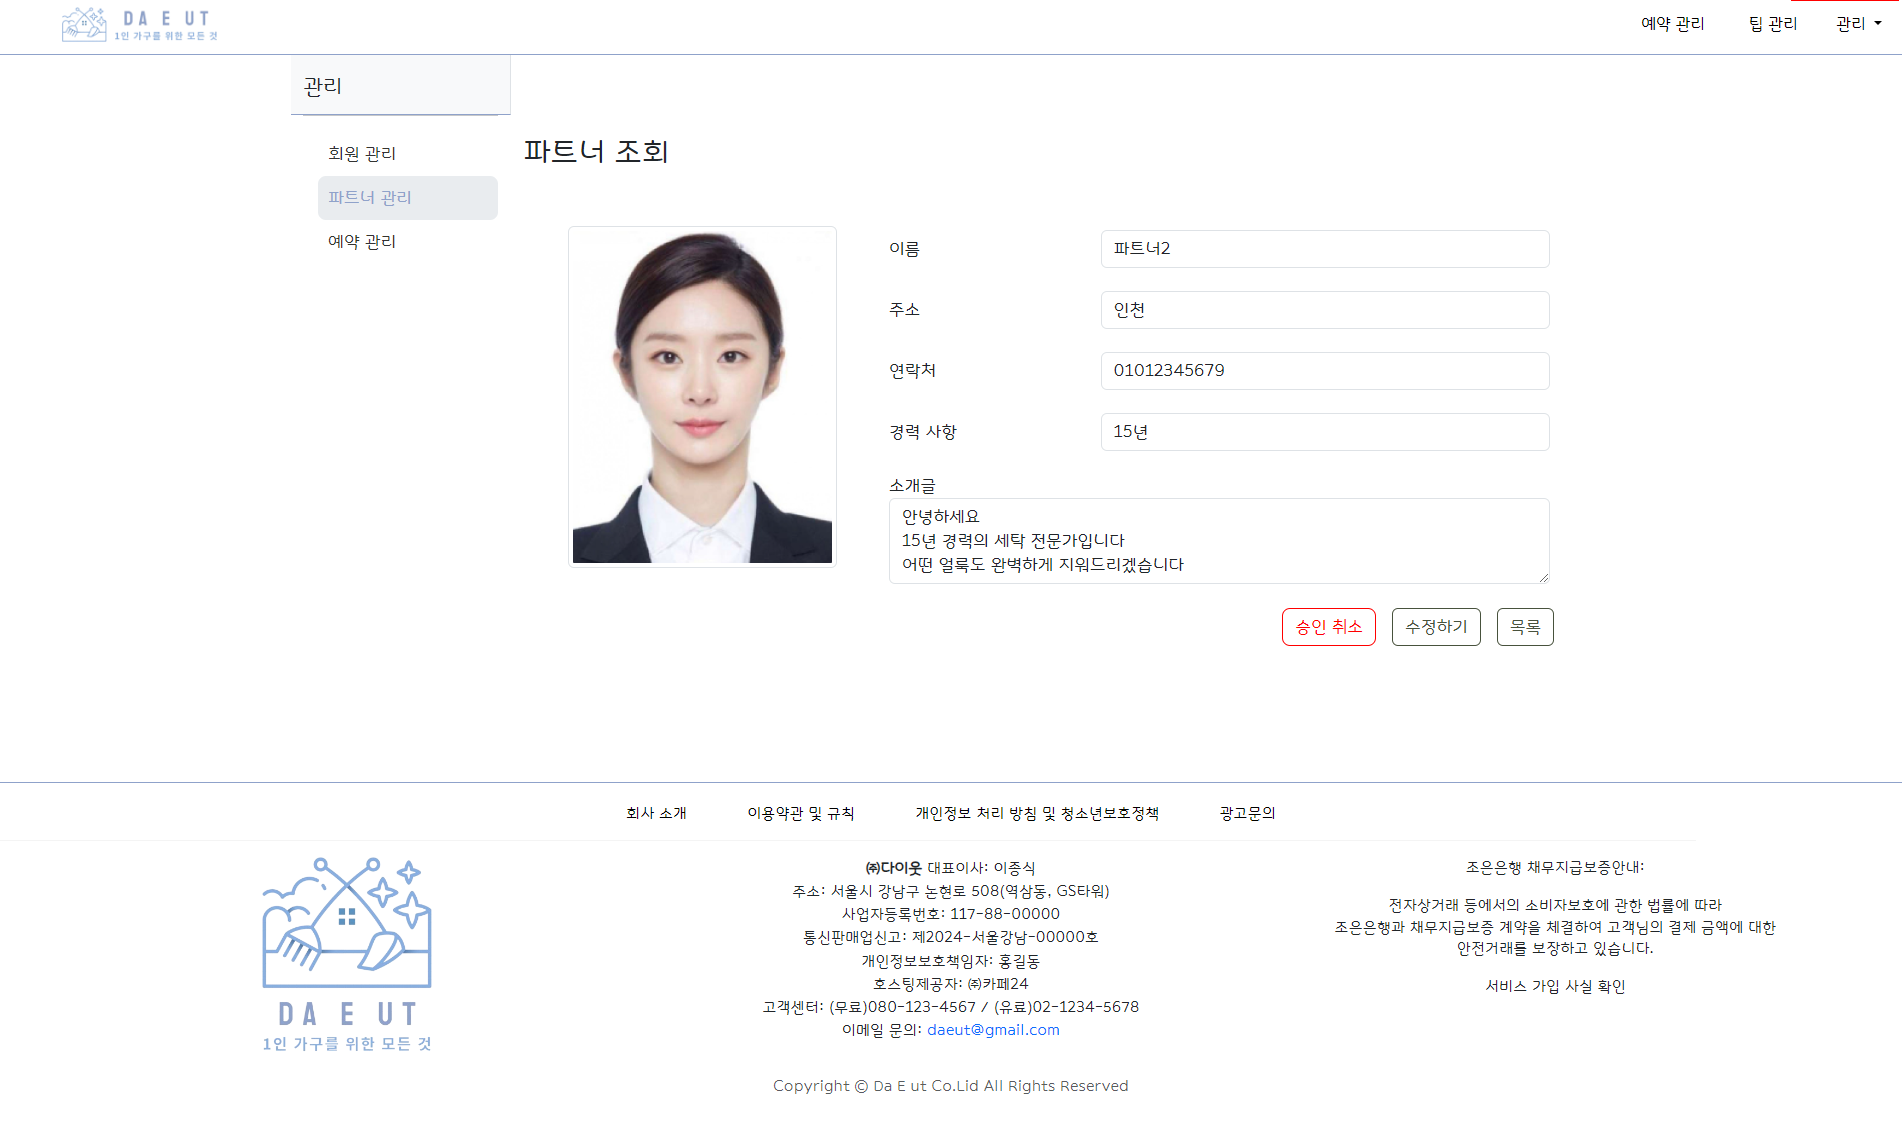 DA E UT
1인 가구를 위한 모든 것
예약 관리
팁 관리
관리
관리
회원 관리
파트너 관리
예약 관리
파트너 조회
이름
파트너2
주소
인천
연락처
01012345679
경력 사항
15년
소개글
안녕하세요
15년 경력의 세탁 전문가입니다
어떤 얼룩도 완벽하게 지워드리겠습니다
승인 취소
수정하기
목록
회사 소개
이용약관 및 규칙
개인정보 처리 방침 및 청소년보호정책
광고문의
DA E UT
1인 가구를 위한 모든 것
㈜다이웃 대표이사: 이종식
주소: 서울시 강남구 논현로 508(역삼동, GS타워)
사업자등록번호: 117-88-00000
통신판매업신고: 제2024-서울강남-00000호
개인정보보호책임자: 홍길동
호스팅제공자: ㈜카페24
고객센터: (무료)080-123-4567 / (유료)02-1234-5678
이메일 문의: daeut@gmail.com
조은은행 채무지급보증안내:
전자상거래 등에서의 소비자보호에 관한 법률에 따라
조은은행과 채무지급보증 계약을 체결하여 고객님의 결제 금액에 대한
안전거래를 보장하고 있습니다.
서비스 가입 사실 확인
Copyright © Da E ut Co.Lid All Rights Reserved